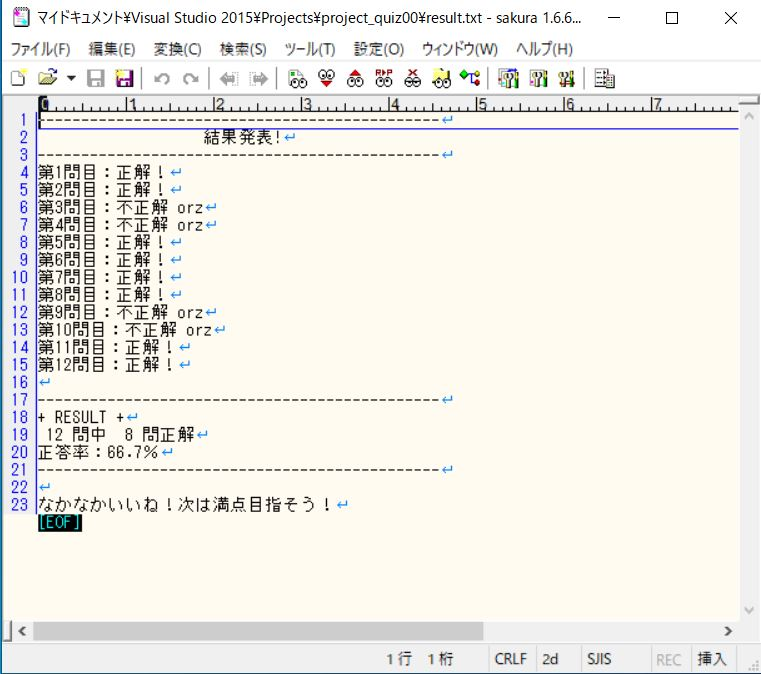 マイドキュメント¥Visual Studio 2015¥Projects¥project_quiz00¥result.txt - sakura 1.6.6...
ファイル(F) 編集(E) 変換(C) 検索(S) ツール(T) 設定(O) ウィンドウ(W) ヘルプ(H)
0 1 2 3 4 5 6 7
1 -----------------------------------------------
2 結果発表!
3 -----------------------------------------------
4 第1問目：正解！
5 第2問目：正解！
6 第3問目：不正解 orz
7 第4問目：不正解 orz
8 第5問目：正解！
9 第6問目：正解！
10 第7問目：正解！
11 第8問目：正解！
12 第9問目：不正解 orz
13 第10問目：不正解 orz
14 第11問目：正解！
15 第12問目：正解！
16
17 -----------------------------------------------
18 + RESULT +
19 12 問中 8 問正解
20 正答率：66.7%
21 -----------------------------------------------
22
23 なかなかいいね！次は満点目指そう！
[EOF]
1 行 1 桁 CRLF 2d SJIS REC 挿入